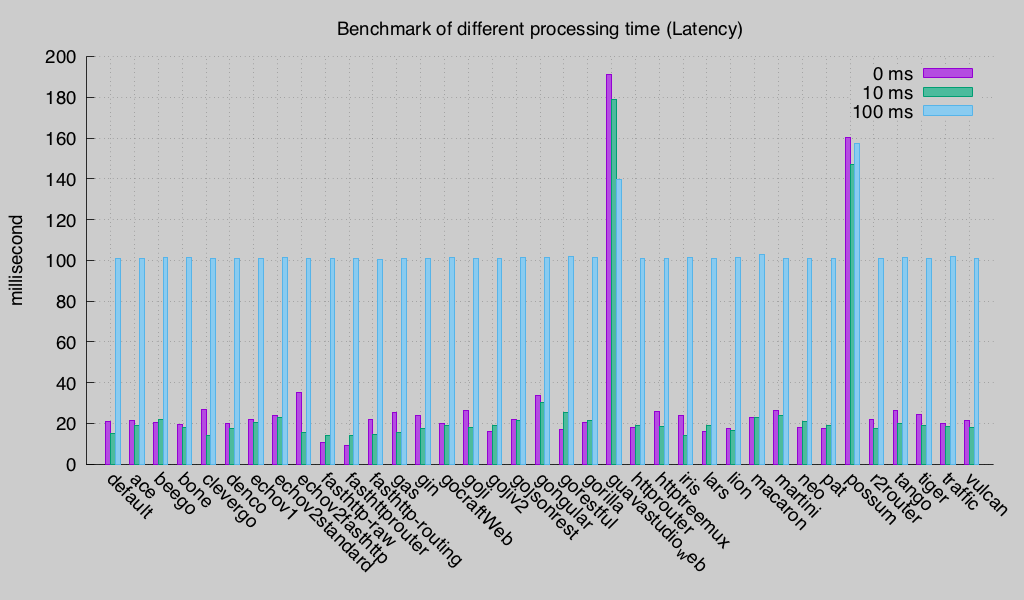 Benchmark of different processing time (Latency)
200
180
160
140
120
100
80
60
40
20
0
millisecond
0 ms
10 ms
100 ms
default
ace
beego
bone
clevergo
denco
echov1
echov2standard
echov2fasthttp
fasthttp-raw
fasthttprouter
fasthttp-routing
gas
gin
gocraftWeb
goji
gojiv2
gojsonrest
gongular
gorestful
gorilla
guavastudioweb
httprouter
httptreemux
iris
lars
lion
macaron
martini
neo
pat
possum
r2router
tango
tiger
traffic
vulcan